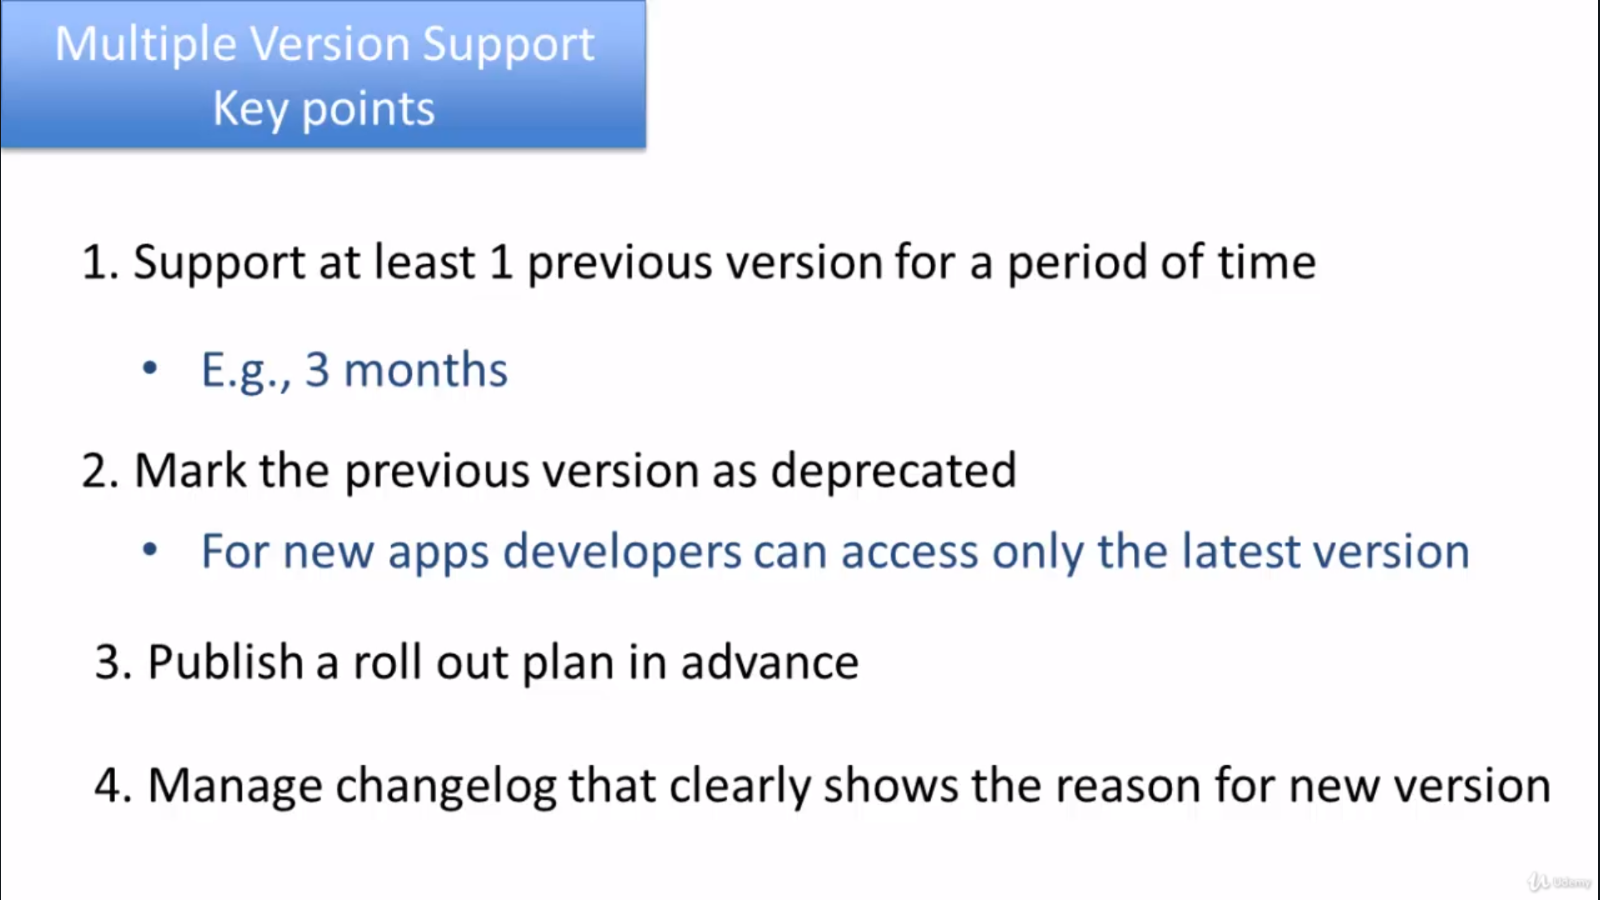 Multiple Version Support
Key points
1. Support at least 1 previous version for a period of time
• E.g., 3 months
2. Mark the previous version as deprecated
• For new apps developers can access only the latest version
3. Publish a roll out plan in advance
4. Manage changelog that clearly shows the reason for new version
Udemy